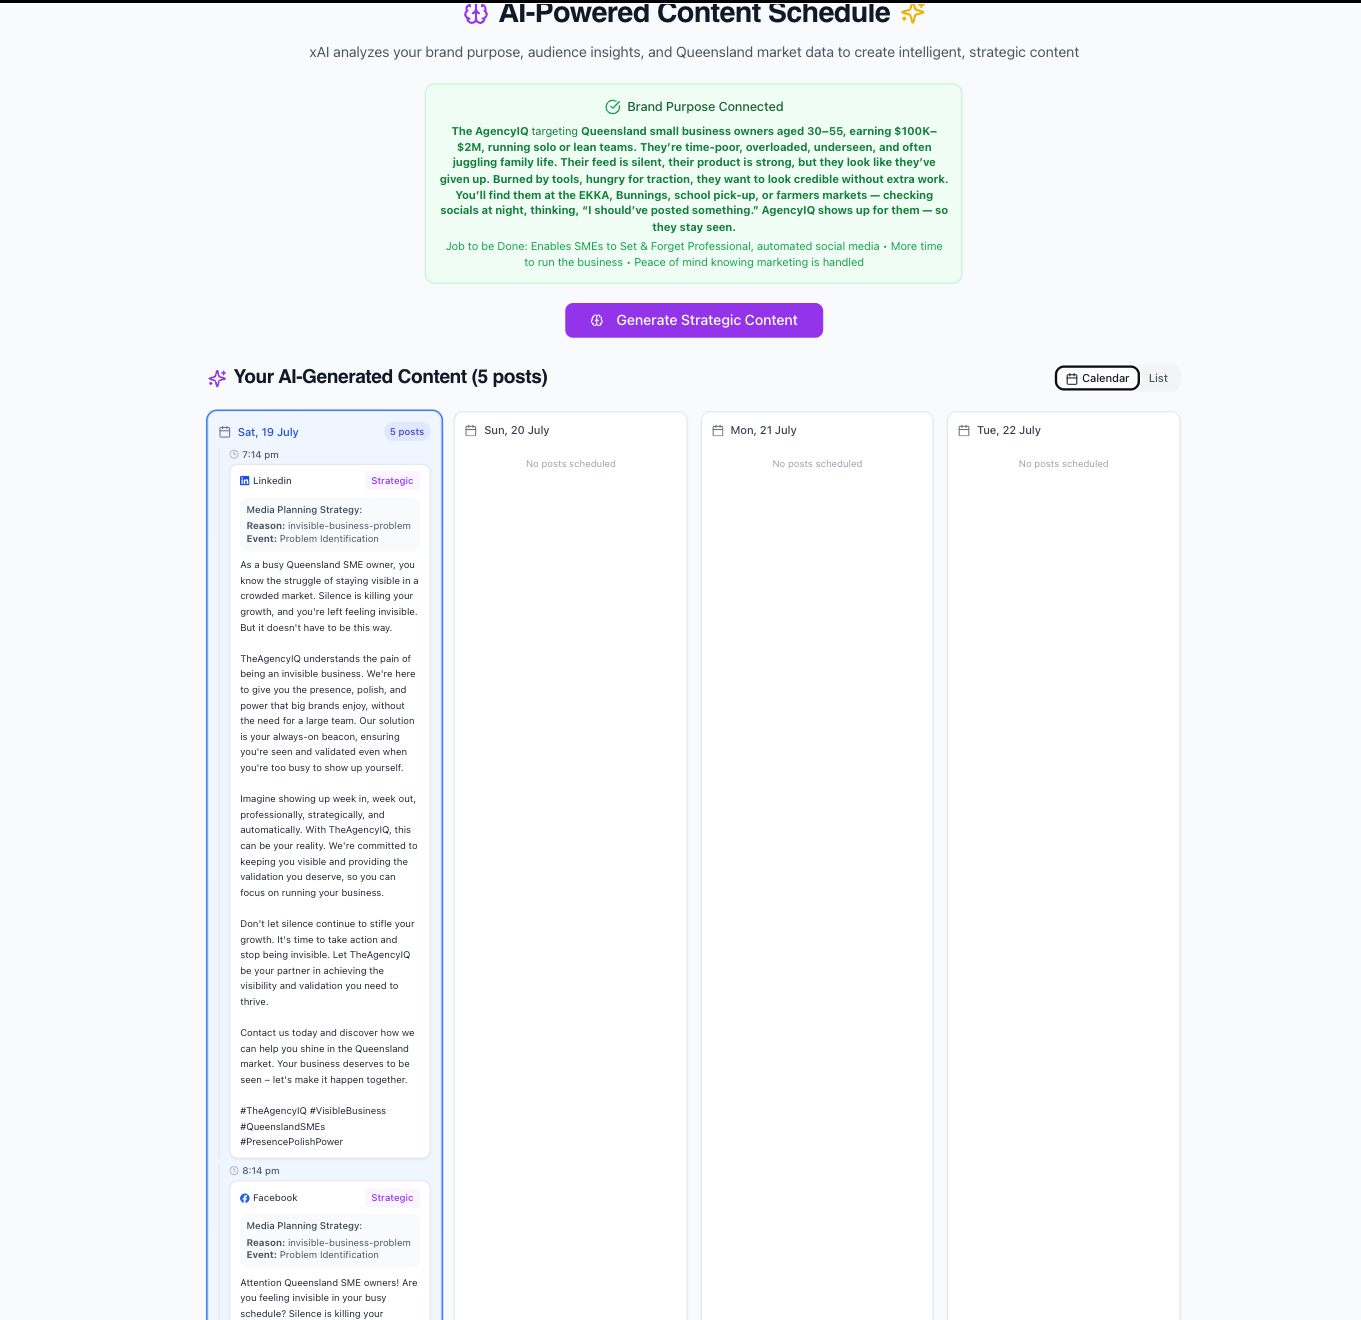 AI-Powered Content Schedule
xAI analyzes your brand purpose, audience insights, and Queensland market data to create intelligent, strategic content
Brand Purpose Connected
The AgencyIQ targeting Queensland small business owners aged 30–55, earning $100K–
$2M, running solo or lean teams. They’re time-poor, overloaded, underseen, and often
juggling family life. Their feed is silent, their product is strong, but they look like they’ve
given up. Burned by tools, hungry for traction, they want to look credible without extra work.
You’ll find them at the EKKA, Bunnings, school pick-up, or farmers markets — checking
socials at night, thinking, “I should’ve posted something.” AgencyIQ shows up for them — so
they stay seen.
Job to be Done: Enables SMEs to Set & Forget Professional, automated social media • More time
to run the business • Peace of mind knowing marketing is handled
Generate Strategic Content
Your AI-Generated Content (5 posts)
Calendar
List
Sat, 19 July
5 posts
7:14 pm
Linkedin
Strategic
Media Planning Strategy:
Reason: invisible-business-problem
Event: Problem Identification
As a busy Queensland SME owner, you
know the struggle of staying visible in a
crowded market. Silence is killing your
growth, and you're left feeling invisible.
But it doesn't have to be this way.
TheAgencyIQ understands the pain of
being an invisible business. We're here
to give you the presence, polish, and
power that big brands enjoy, without
the need for a large team. Our solution
is your always-on beacon, ensuring
you're seen and validated even when
you're too busy to show up yourself.
Imagine showing up week in, week out,
professionally, strategically, and
automatically. With TheAgencyIQ, this
can be your reality. We're committed to
keeping you visible and providing the
validation you deserve, so you can
focus on running your business.
Don't let silence continue to stifle your
growth. It's time to take action and
stop being invisible. Let TheAgencyIQ
be your partner in achieving the
visibility and validation you need to
thrive.
Contact us today and discover how we
can help you shine in the Queensland
market. Your business deserves to be
seen – let's make it happen together.
#TheAgencyIQ #VisibleBusiness
#QueenslandSMEs
#PresencePolishPower
8:14 pm
Facebook
Strategic
Media Planning Strategy:
Reason: invisible-business-problem
Event: Problem Identification
Attention Queensland SME owners! Are
you feeling invisible in your busy
schedule? Silence is killing your
Sun, 20 July
No posts scheduled
Mon, 21 July
No posts scheduled
Tue, 22 July
No posts scheduled